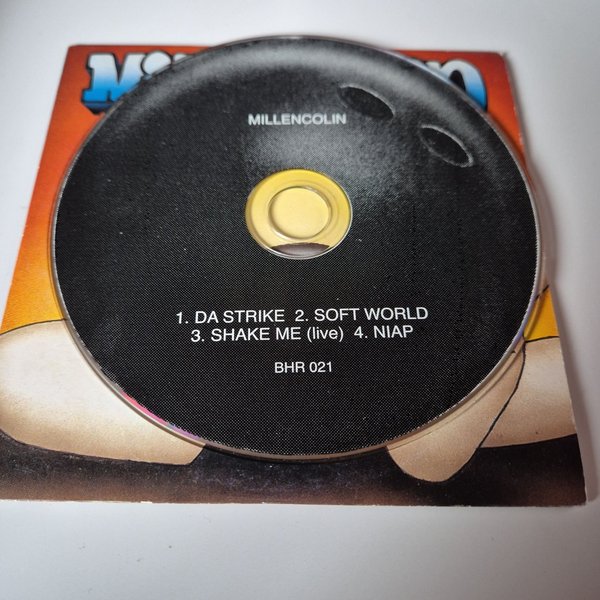 MILLENCOLIN
1. DA STRIKE 2. SOFT WORLD
3. SHAKE ME (live) 4. NIAP
BHR 021